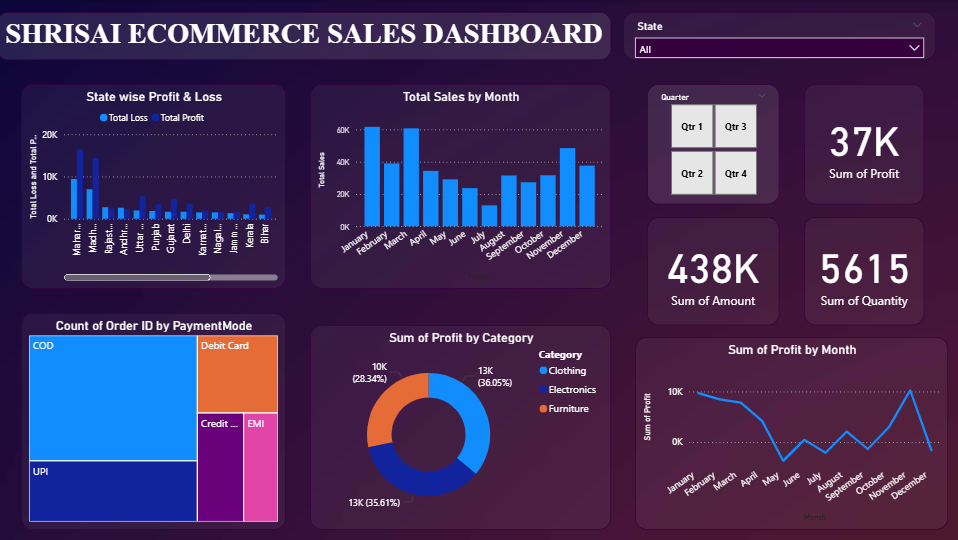 SHRISAI ECOMMERCE SALES DASHBOARD
State
All
State wise Profit & Loss
Total Loss
Total Profit
Total Loss and Total P...
20K
10K
0K
Mahar...
Madh...
Rajast...
Andhr...
Uttar ...
Punjab
Gujarat
Delhi
Karnat...
Nagal...
Jamm ...
Kerala
Bihar
Total Sales by Month
Total Sales
60K
40K
20K
0K
January
February
March
April
May
June
July
August
September
October
November
December
Quarter
Qtr 1
Qtr 3
Qtr 2
Qtr 4
37K
Sum of Profit
438K
Sum of Amount
5615
Sum of Quantity
Count of Order ID by PaymentMode
COD
Debit Card
Credit ...
EMI
UPI
Sum of Profit by Category
10K
(28.34%)
13K
(36.05%)
13K (35.61%)
Category
Clothing
Electronics
Furniture
Sum of Profit by Month
Sum of Profit
10K
0K
January
February
March
April
May
June
July
August
September
October
November
December
Month